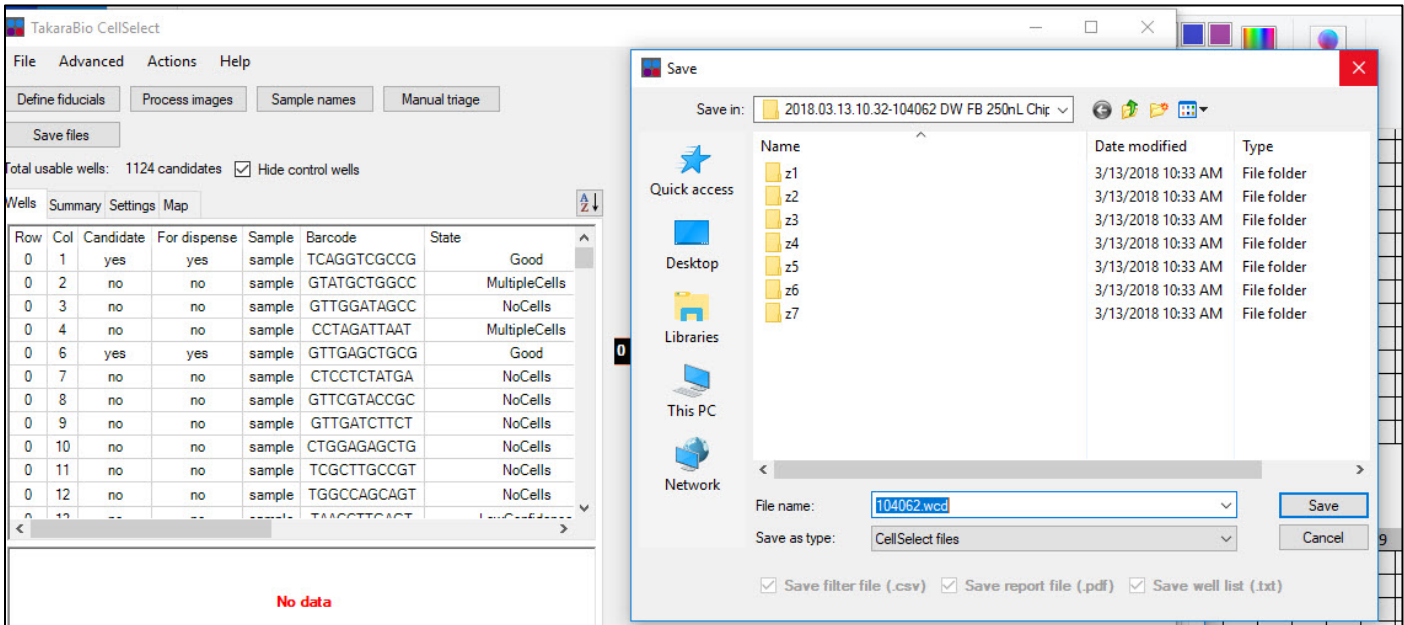 TakaraBio CellSelect
File Advanced Actions Help
Define fiducials Process images Sample names Manual triage
Save files
Total usable wells: 1124 candidates Hide control wells
Wells Summary Settings Map
Row Col Candidate For dispense Sample Barcode State
0 1 yes yes sample TCAGGTCGCCG Good
0 2 no no sample GTATGCTGGCC MultipleCells
0 3 no no sample GTTGGATAGCC NoCells
0 4 no no sample CCTAGATTAAT MultipleCells
0 6 yes yes sample GTTGAGCTGCG Good
0 7 no no sample CTCCTCTATGA NoCells
0 8 no no sample GTTCGTACCGC NoCells
0 9 no no sample GTTGATCTTCT NoCells
0 10 no no sample CTGGAGAGCTG NoCells
0 11 no no sample TCGCTTGCCGT NoCells
0 12 no no sample TGGCCAGCAGT NoCells
No data
0
Save
Save in: 2018.03.13.10.32-104062 DW FB 250nL Chip
Quick access
Desktop
Libraries
This PC
Network
Name Date modified Type
z1 3/13/2018 10:33 AM File folder
z2 3/13/2018 10:33 AM File folder
z3 3/13/2018 10:33 AM File folder
z4 3/13/2018 10:33 AM File folder
z5 3/13/2018 10:33 AM File folder
z6 3/13/2018 10:33 AM File folder
z7 3/13/2018 10:33 AM File folder
File name: 104062.wcd Save
Save as type: CellSelect files Cancel
Save filter file (.csv) Save report file (.pdf) Save well list (.txt)
9